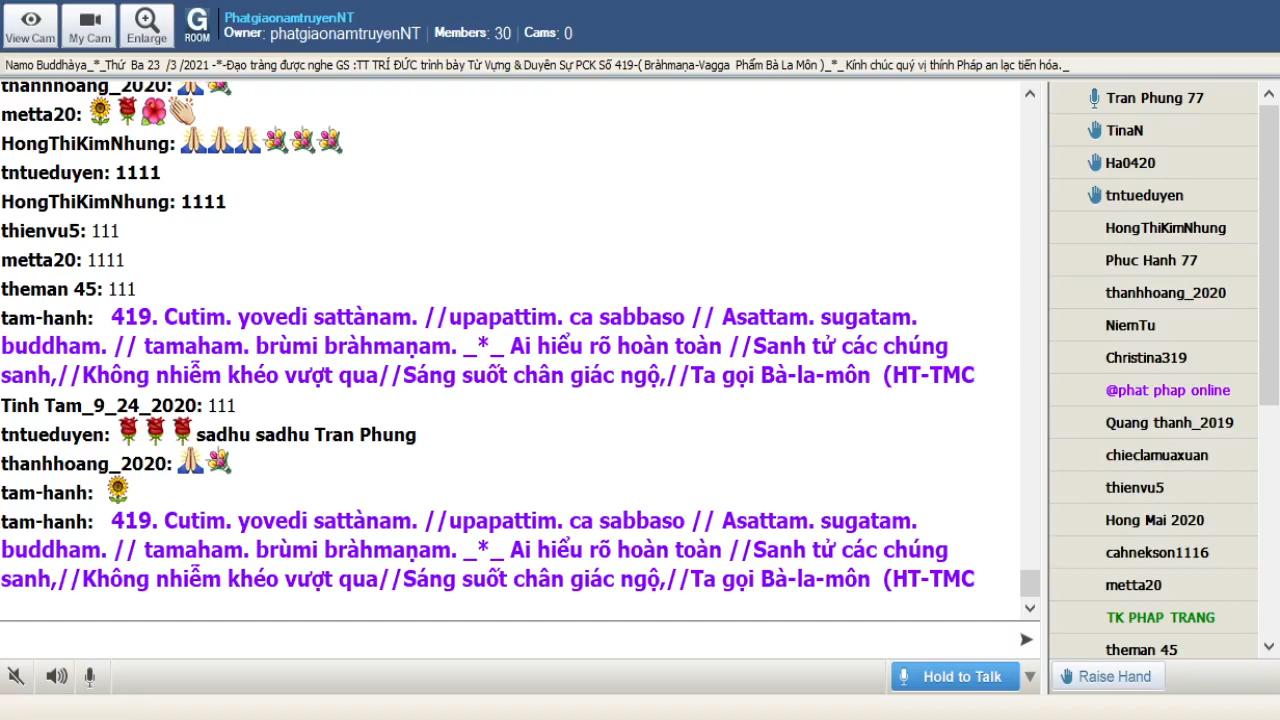 View Cam
My Cam
Enlarge
G
ROOM
PhatgiaonamtruyenNT
Owner: phatgiaonamtruyenNT | Members: 30 | Cams: 0
Namo Buddhàya_*_Thứ Ba 23 /3 /2021 -*-Đạo tràng được nghe GS :TT TRÍ ĐỨC trình bày Từ Vựng & Duyên Sự PCK Số 419-( Bràhmaṇa-Vagga Phẩm Bà La Môn )_*_ Kính chúc quý vị thính Pháp an lạc tiến hóa._
thanhhoang_2020:
metta20:
HongThiKimNhung:
tntueduyen: 1111
HongThiKimNhung: 1111
thienvu5: 111
metta20: 1111
theman 45: 111
tam-hanh: 419. Cutim. yovedi sattànam. //upapattim. ca sabbaso // Asattam. sugatam.
buddham. // tamaham. brùmi bràhmaṇam. _*_ Ai hiểu rõ hoàn toàn //Sanh tử các chúng
sanh,//Không nhiễm khéo vượt qua//Sáng suốt chân giác ngộ,//Ta gọi Bà-la-môn (HT-TMC
Tinh Tam_9_24_2020: 111
tntueduyen: sadhu sadhu Tran Phung
thanhhoang_2020:
tam-hanh:
tam-hanh: 419. Cutim. yovedi sattànam. //upapattim. ca sabbaso // Asattam. sugatam.
buddham. // tamaham. brùmi bràhmaṇam. _*_ Ai hiểu rõ hoàn toàn //Sanh tử các chúng
sanh,//Không nhiễm khéo vượt qua//Sáng suốt chân giác ngộ,//Ta gọi Bà-la-môn (HT-TMC
Hold to Talk
Tran Phung 77
TinaN
Ha0420
tntueduyen
HongThiKimNhung
Phuc Hanh 77
thanhhoang_2020
NiemTu
Christina319
@phat phap online
Quang thanh_2019
chieclamuaxuan
thienvu5
Hong Mai 2020
cahnekson1116
metta20
TK PHAP TRANG
theman 45
Raise Hand